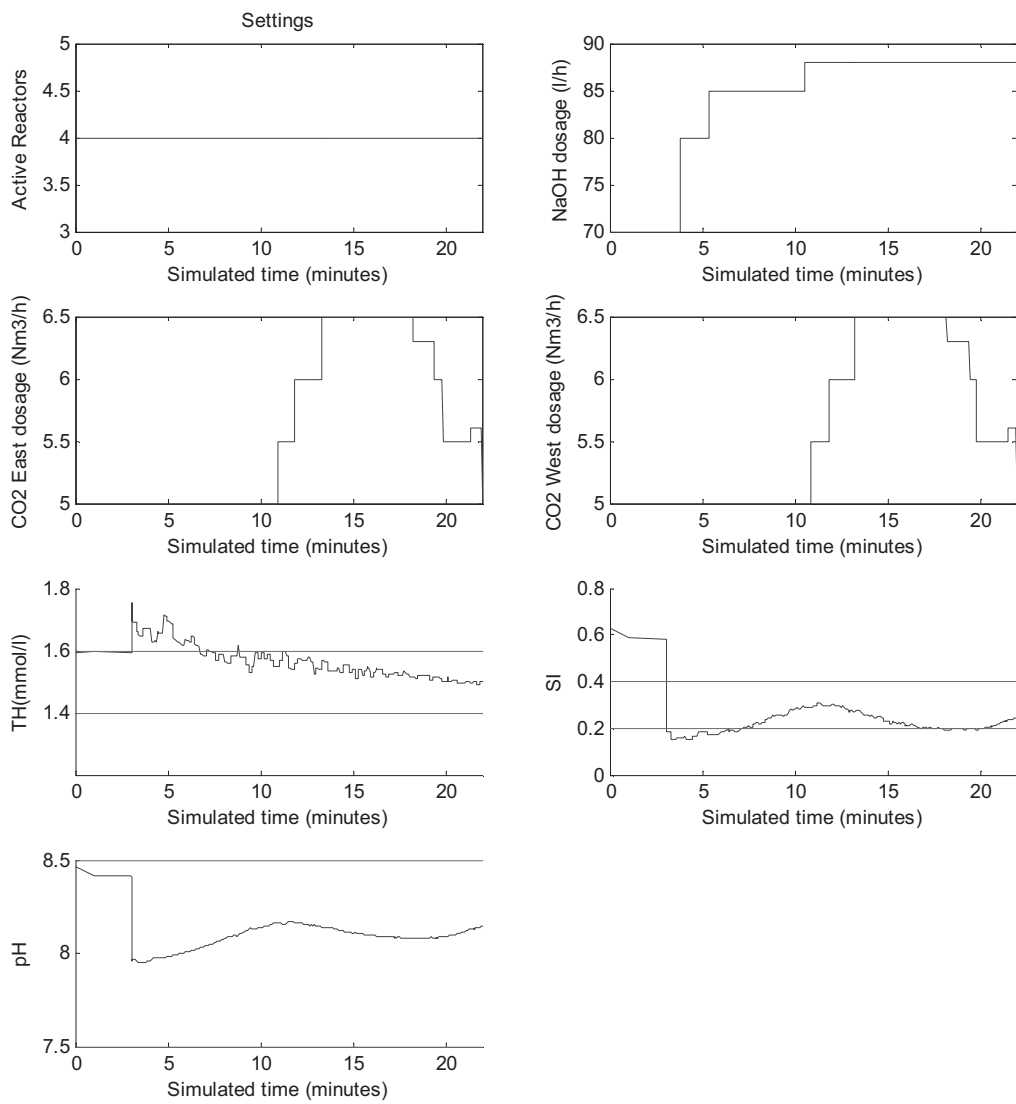 Settings
Active Reactors
5
4.5
4
3.5
3
0 5 10 15 20
Simulated time (minutes)
NaOH dosage (l/h)
90
85
80
75
70
0 5 10 15 20
Simulated time (minutes)
CO2 East dosage (Nm3/h)
6.5
6
5.5
5
0 5 10 15 20
Simulated time (minutes)
CO2 West dosage (Nm3/h)
6.5
6
5.5
5
0 5 10 15 20
Simulated time (minutes)
TH(mmol/l)
1.8
1.6
1.4
0 5 10 15 20
Simulated time (minutes)
SI
0.8
0.6
0.4
0.2
0
0 5 10 15 20
Simulated time (minutes)
pH
8.5
8
7.5
0 5 10 15 20
Simulated time (minutes)